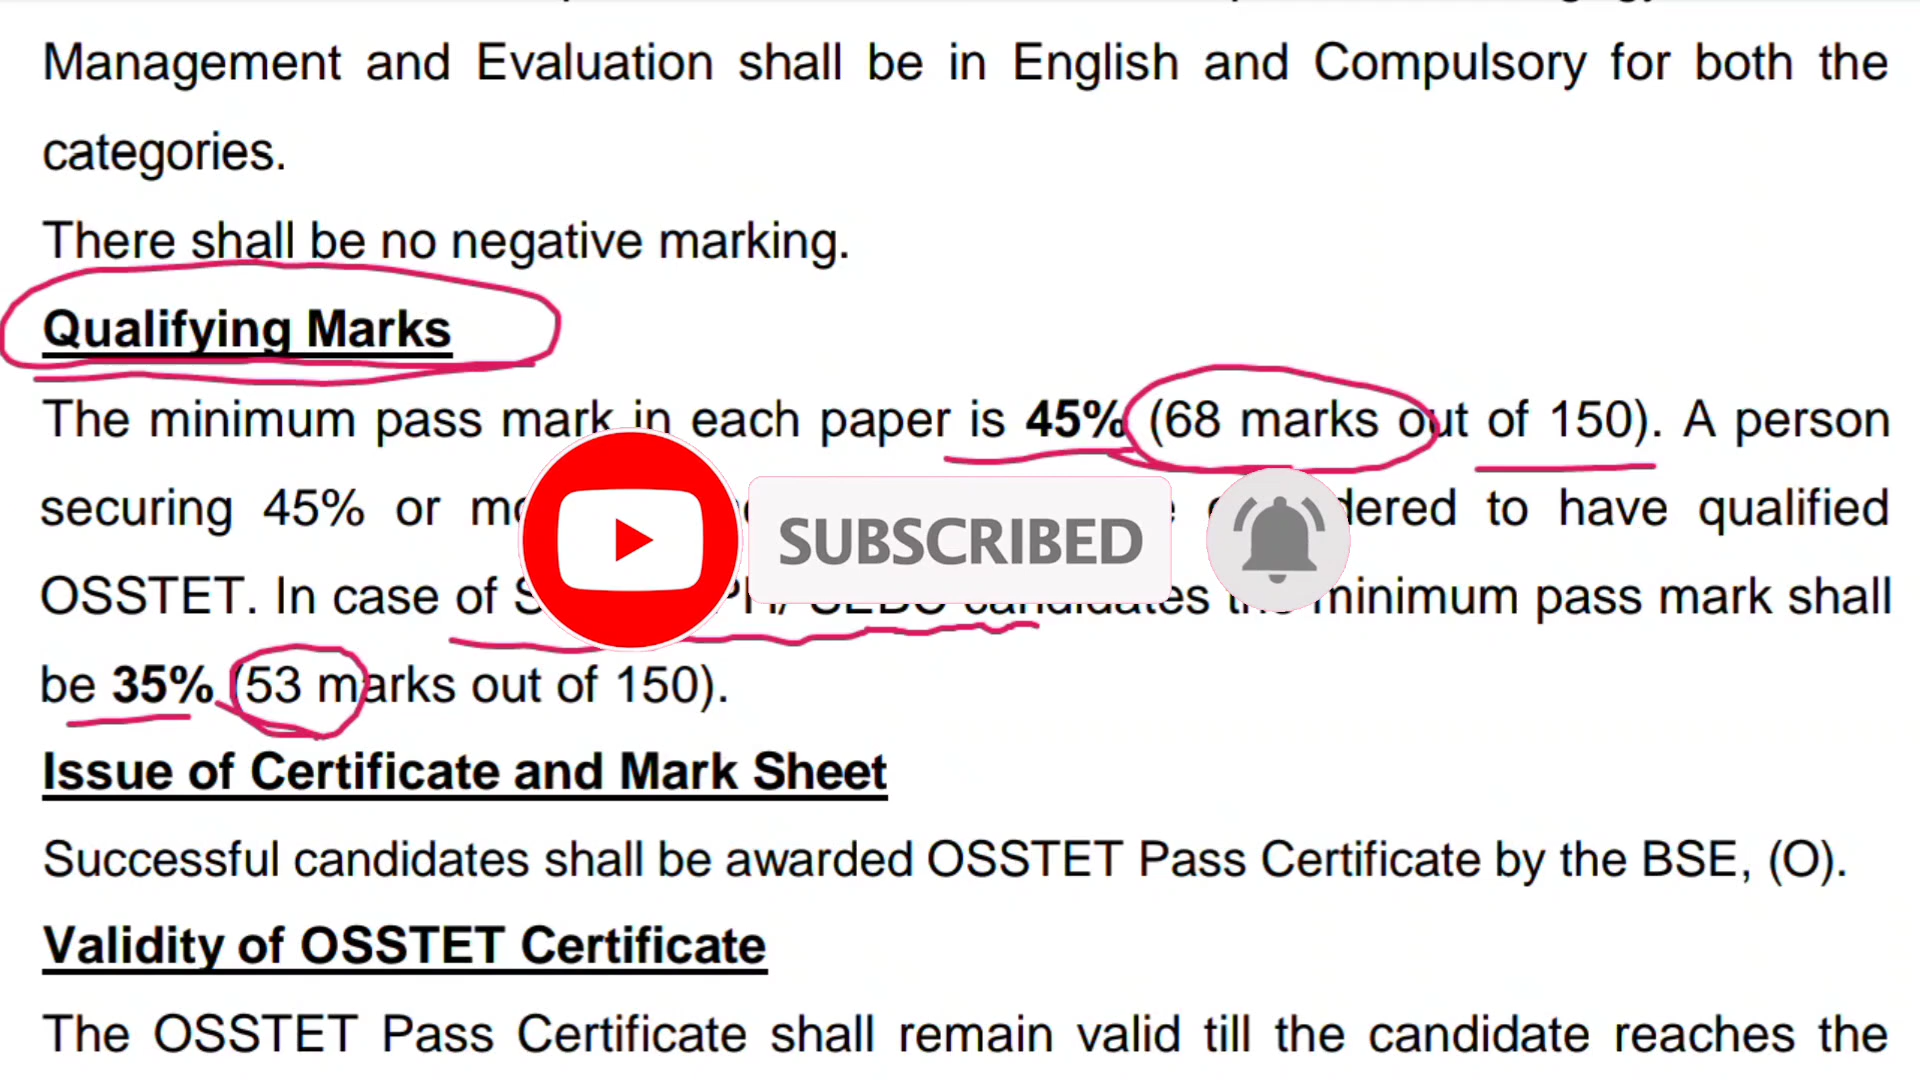 Management and Evaluation shall be in English and Compulsory for both the
categories.
There shall be no negative marking.
Qualifying Marks
The minimum pass mark in each paper is 45% (68 marks out of 150). A person
securing 45% or to have qualified
SUBSCRIBED
OSSTET. In case of candidates minimum pass mark shall
be 35% (53 marks out of 150).
Issue of Certificate and Mark Sheet
Successful candidates shall be awarded OSSTET Pass Certificate by the BSE, (O).
Validity of OSSTET Certificate
The OSSTET Pass Certificate shall remain valid till the candidate reaches the